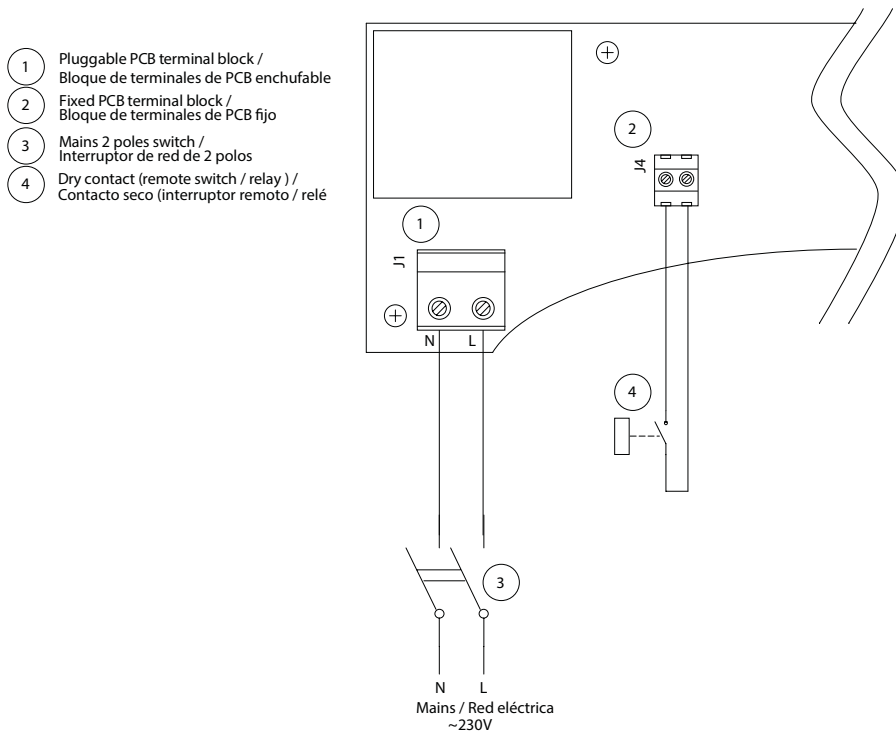 1
Pluggable PCB terminal block /
Bloque de terminales de PCB enchufable
2
Fixed PCB terminal block /
Bloque de terminales de PCB fijo
3
Mains 2 poles switch /
Interruptor de red de 2 polos
4
Dry contact (remote switch / relay ) /
Contacto seco (interruptor remoto / relé
2
J4
1
J1
N L
4
3
N L
Mains / Red eléctrica
~230V